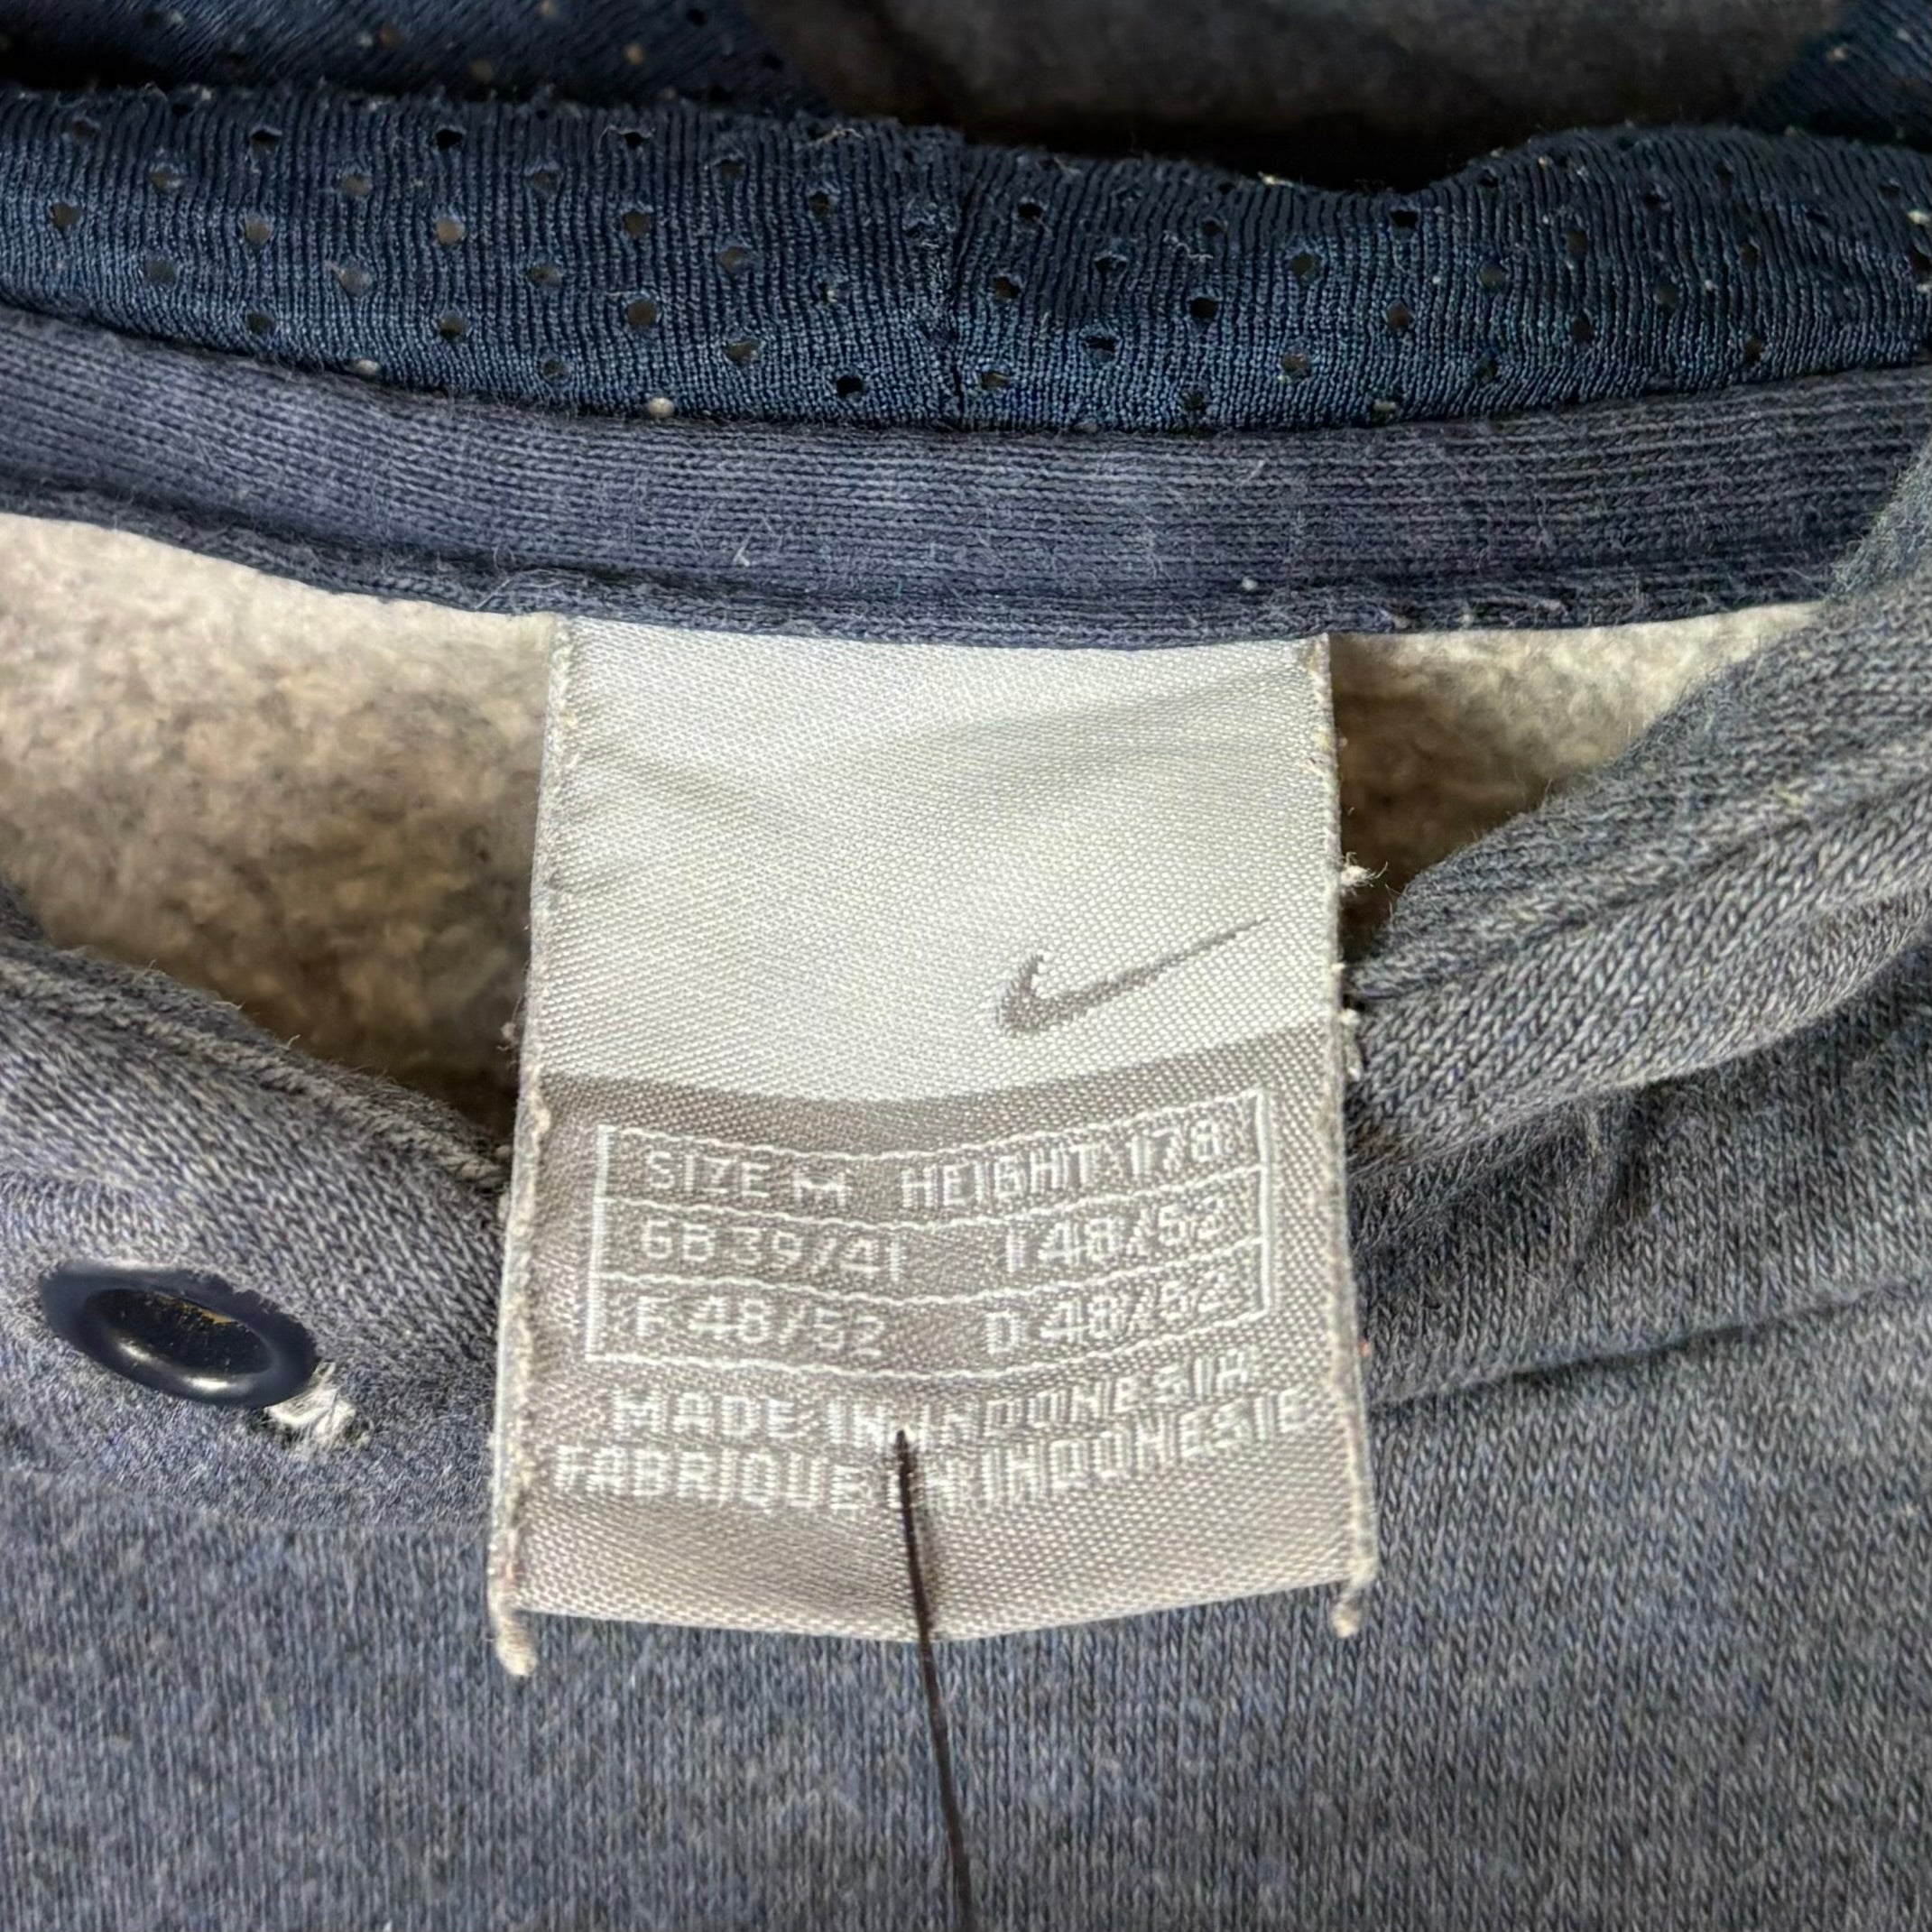 SIZE M HEIGHT 178
GB 39/41 I 48/52
F 48/52 D 48/52
MADE IN INDONESIA
FABRIQUE EN INDONESIE